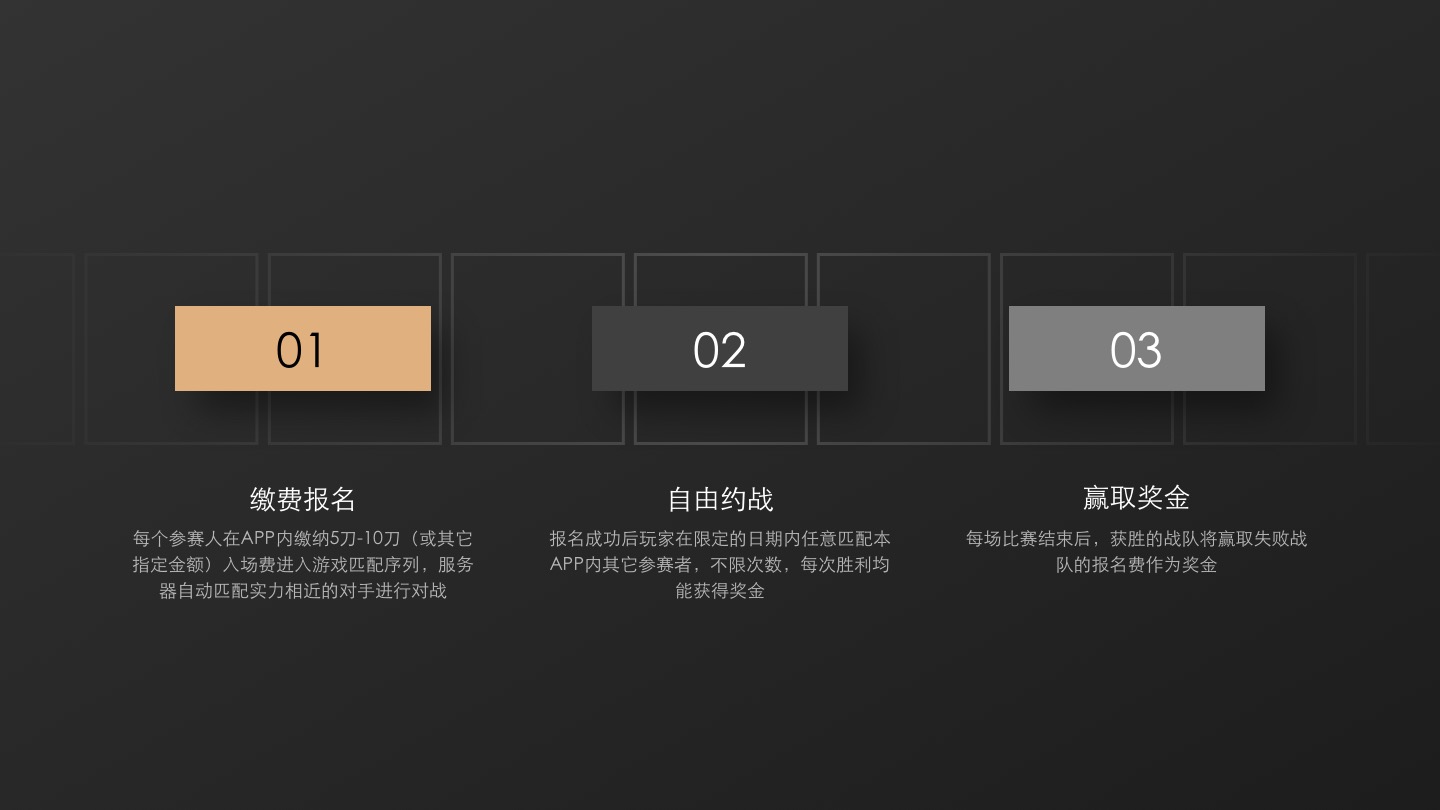 01
02
03
缴费报名
每个参赛人在APP内缴纳5刀-10刀（或其它
指定金额）入场费进入游戏匹配序列，服务
器自动匹配实力相近的对手进行对战
自由约战
报名成功后玩家在限定的日期内任意匹配本
APP内其它参赛者，不限次数，每次胜利均
能获得奖金
赢取奖金
每场比赛结束后，获胜的战队将赢取失败战
队的报名费作为奖金